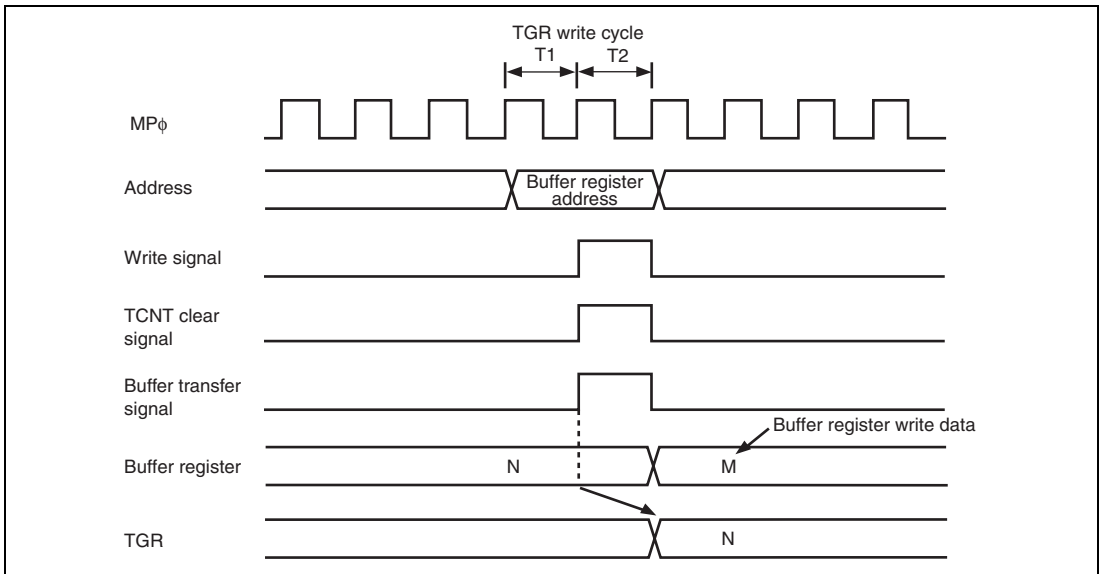 TGR write cycle
T1 T2
MPϕ
Address
Buffer register
address
Write signal
TCNT clear
signal
Buffer transfer
signal
Buffer register write data
Buffer register
N
M
TGR
N